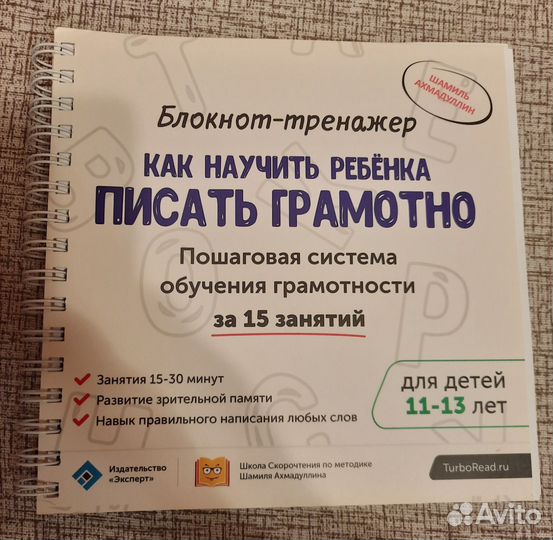 ШАМИЛЬ
АХМАДУЛЛИН
Блокнот-тренажер
КАК НАУЧИТЬ РЕБЁНКА
ПИСАТЬ ГРАМОТНО
Пошаговая система
обучения грамотности
за 15 занятий
Занятия 15-30 минут
Развитие зрительной памяти
Навык правильного написания любых слов
для детей
11-13 лет
Издательство
«Эксперт»
Школа Скорочтения по методике
Шамиля Ахмадуллина
TurboRead.ru
Avito